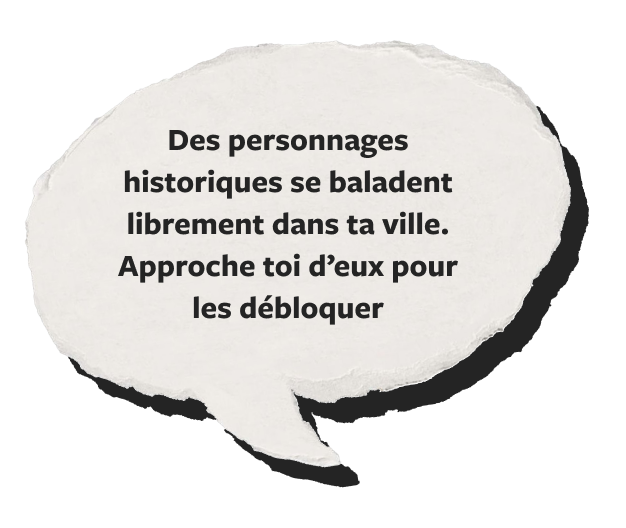 Des personnages
historiques se baladent
librement dans ta ville.
Approche toi d’eux pour
les débloquer